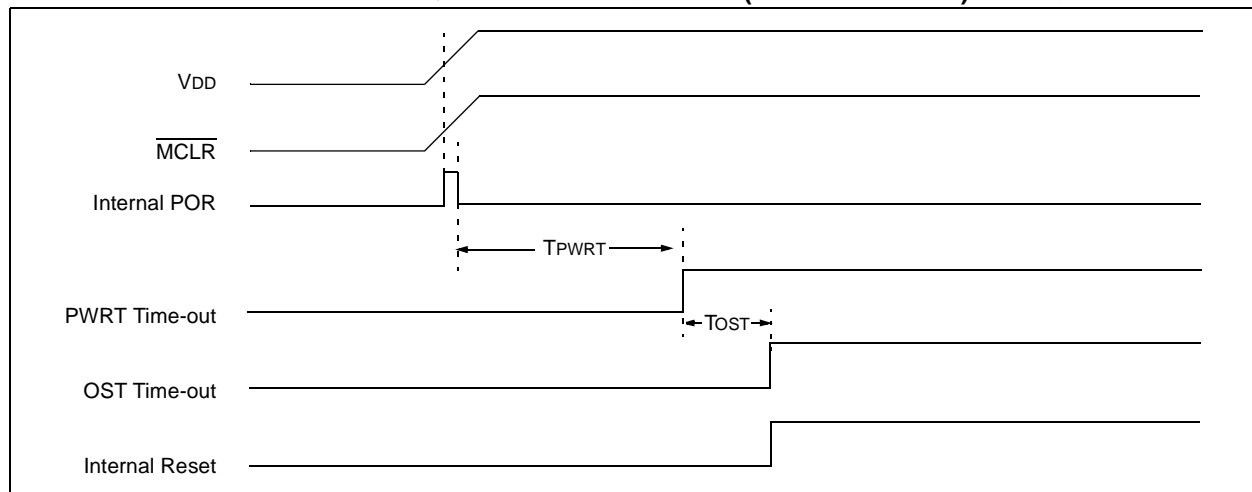 VDD
MCLR
Internal POR
TPWRT
PWRT Time-out
TOST
OST Time-out
Internal Reset